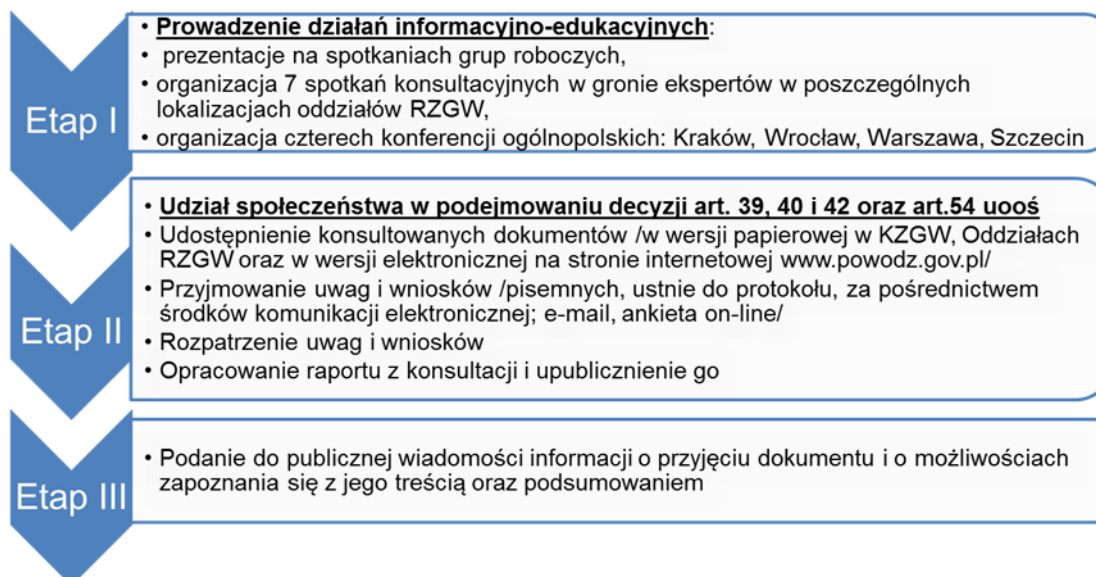 Etap I
• Prowadzenie działań informacyjno-edukacyjnych:
• prezentacje na spotkaniach grup roboczych,
• organizacja 7 spotkań konsultacyjnych w gronie ekspertów w poszczególnych
lokalizacjach oddziałów RZGW,
• organizacja czterech konferencji ogólnopolskich: Kraków, Wrocław, Warszawa, Szczecin
Etap II
• Udział społeczeństwa w podejmowaniu decyzji art. 39, 40 i 42 oraz art.54 uooś
• Udostępnienie konsultowanych dokumentów /w wersji papierowej w KZGW, Oddziałach
RZGW oraz w wersji elektronicznej na stronie internetowej www.powodz.gov.pl/
• Przyjmowanie uwag i wniosków /pisemnych, ustnie do protokołu, za pośrednictwem
środków komunikacji elektronicznej; e-mail, ankieta on-line/
• Rozpatrzenie uwag i wniosków
• Opracowanie raportu z konsultacji i upublicznienie go
Etap III
• Podanie do publicznej wiadomości informacji o przyjęciu dokumentu i o możliwościach
zapoznania się z jego treścią oraz podsumowaniem